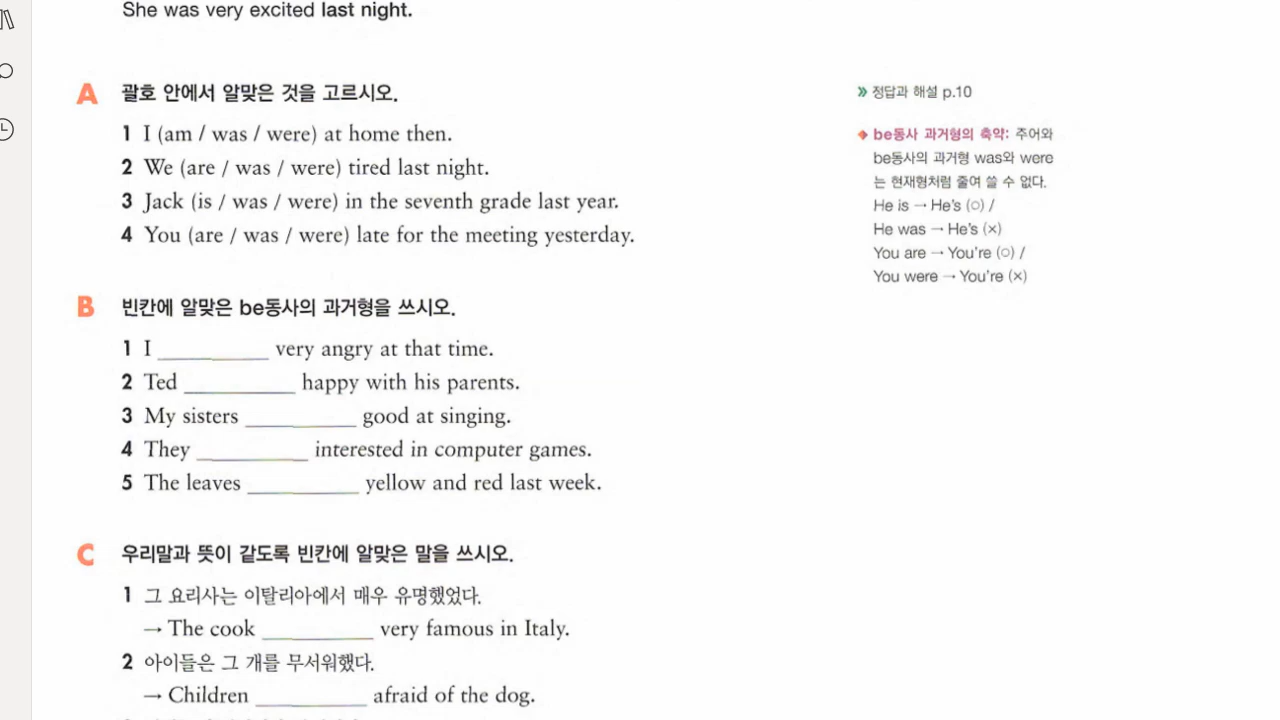 She was very excited last night.
A 괄호 안에서 알맞은 것을 고르시오.
1 I (am / was / were) at home then.
2 We (are / was / were) tired last night.
3 Jack (is / was / were) in the seventh grade last year.
4 You (are / was / were) late for the meeting yesterday.
» 정답과 해설 p.10
◆ be동사 과거형의 축약: 주어와
be동사의 과거형 was와 were
는 현재형처럼 줄여 쓸 수 없다.
He is → He's (○) /
He was → He's (×)
You are → You're (○) /
You were → You're (×)
B 빈칸에 알맞은 be동사의 과거형을 쓰시오.
1 I __________ very angry at that time.
2 Ted __________ happy with his parents.
3 My sisters __________ good at singing.
4 They __________ interested in computer games.
5 The leaves __________ yellow and red last week.
C 우리말과 뜻이 같도록 빈칸에 알맞은 말을 쓰시오.
1 그 요리사는 이탈리아에서 매우 유명했었다.
→ The cook __________ very famous in Italy.
2 아이들은 그 개를 무서워했다.
→ Children __________ afraid of the dog.